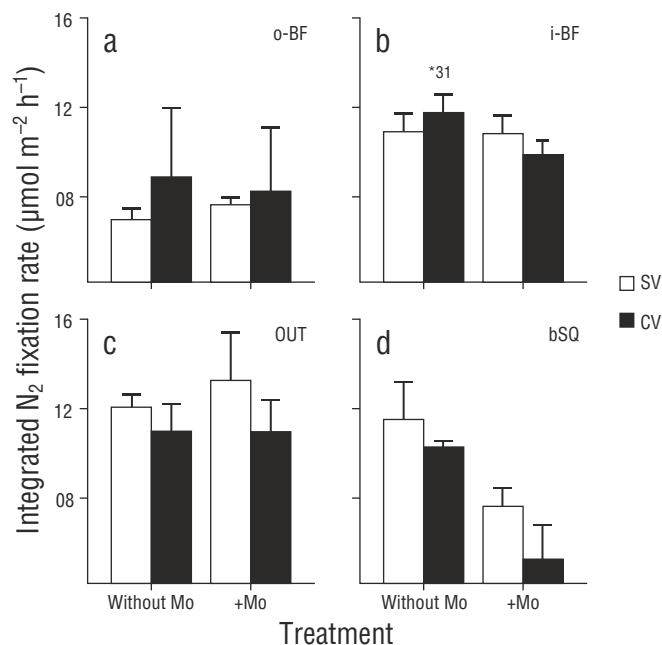 Integrated N₂ fixation rate (µmol m⁻² h⁻¹)
16
12
08
a
o-BF
b
i-BF
*31
SV
CV
16
12
08
c
OUT
d
bSQ
Without Mo
+Mo
Without Mo
+Mo
Treatment